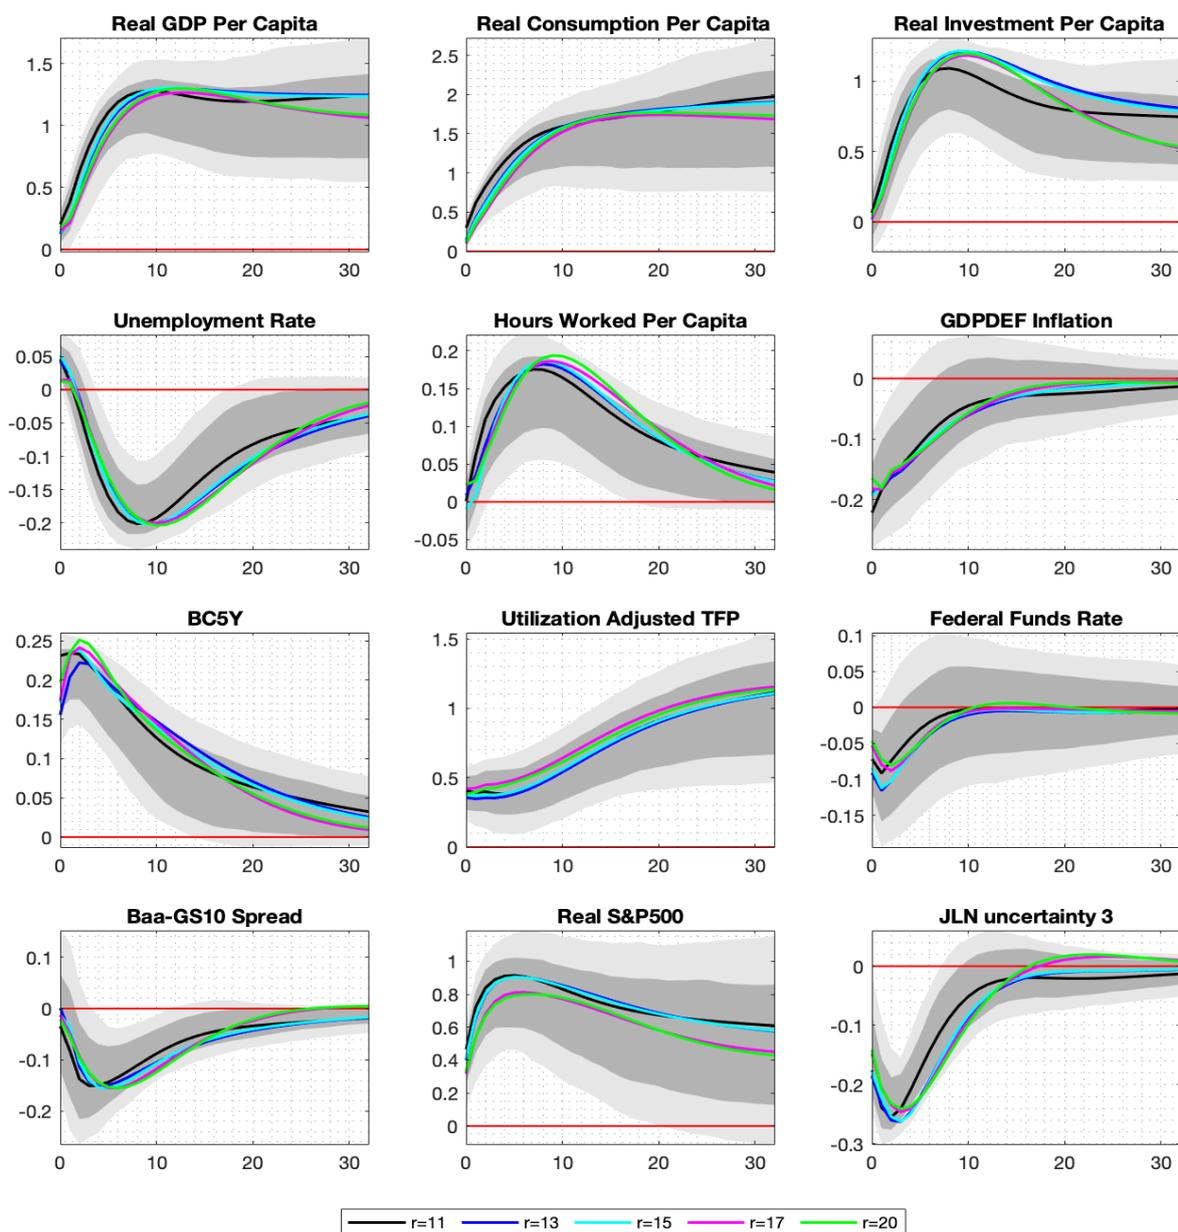 Real GDP Per Capita
1.5
1
0.5
0
0 10 20 30
Real Consumption Per Capita
2.5
2
1.5
1
0.5
0
0 10 20 30
Real Investment Per Capita
1
0.5
0
0 10 20 30
Unemployment Rate
0.05
0
-0.05
-0.1
-0.15
-0.2
0 10 20 30
Hours Worked Per Capita
0.2
0.15
0.1
0.05
0
-0.05
0 10 20 30
GDPDEF Inflation
0
-0.1
-0.2
0 10 20 30
BC5Y
0.25
0.2
0.15
0.1
0.05
0
0 10 20 30
Utilization Adjusted TFP
1.5
1
0.5
0
0 10 20 30
Federal Funds Rate
0.1
0.05
0
-0.05
-0.1
-0.15
0 10 20 30
Baa-GS10 Spread
0.1
0
-0.1
-0.2
0 10 20 30
Real S&P500
1
0.8
0.6
0.4
0.2
0
0 10 20 30
JLN uncertainty 3
0
-0.1
-0.2
-0.3
0 10 20 30
r=11 r=13 r=15 r=17 r=20